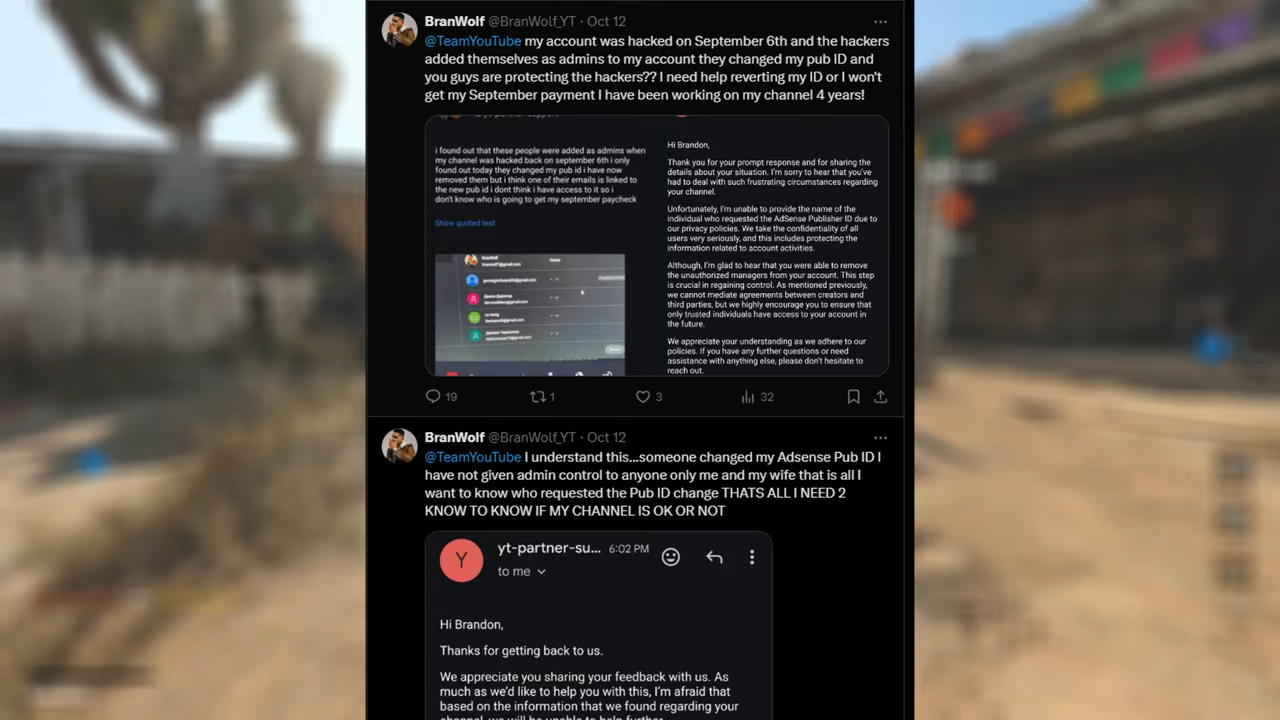 BranWolf @BranWolf_YT · Oct 12
@TeamYouTube my account was hacked on September 6th and the hackers
added themselves as admins to my account they changed my pub ID and
you guys are protecting the hackers?? I need help reverting my ID or I won't
get my September payment I have been working on my channel 4 years!
i found out that these people were added as admins when
my channel was hacked back on september 6th i only
found out today they changed my pub id i have now
removed them but i think one of their emails is linked to
the new pub id i dont think i have access to it so i
don't know who is going to get my september paycheck
Show quoted text
BranWolf
Owner
Hi Brandon,
Thank you for your prompt response and for sharing the
details about your situation. I'm sorry to hear that you've
had to deal with such frustrating circumstances regarding
your channel.
Unfortunately, I'm unable to provide the name of the
individual who requested the AdSense Publisher ID due to
our privacy policies. We take the confidentiality of all
users very seriously, and this includes protecting the
information related to account activities.
Although, I'm glad to hear that you were able to remove
the unauthorized managers from your account. This step
is crucial in regaining control. As mentioned previously,
we cannot mediate agreements between creators and
third parties, but we highly encourage you to ensure that
only trusted individuals have access to your account in
the future.
We appreciate your understanding as we adhere to our
policies. If you have any further questions or need
assistance with anything else, please don't hesitate to
reach out.
19 1 3 32
BranWolf @BranWolf_YT · Oct 12
@TeamYouTube I understand this...someone changed my Adsense Pub ID I
have not given admin control to anyone only me and my wife that is all I
want to know who requested the Pub ID change THATS ALL I NEED 2
KNOW TO KNOW IF MY CHANNEL IS OK OR NOT
Y
yt-partner-su... 6:02 PM
to me
Hi Brandon,
Thanks for getting back to us.
We appreciate you sharing your feedback with us. As
much as we'd like to help you with this, I'm afraid that
based on the information that we found regarding your
channel, we will be unable to help further.